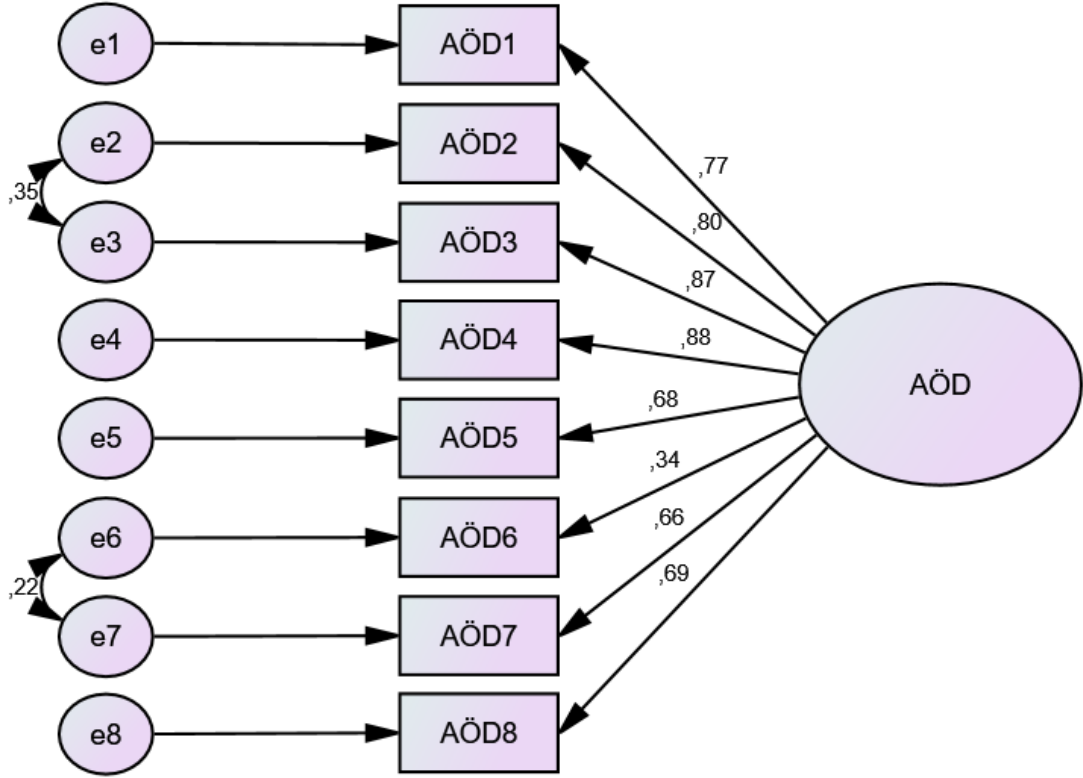 e1
AÖD1
e2
AÖD2
,35
e3
AÖD3
e4
AÖD4
e5
AÖD5
e6
AÖD6
,22
e7
AÖD7
e8
AÖD8
,77
,80
,87
,88
,68
,34
,66
,69
AÖD